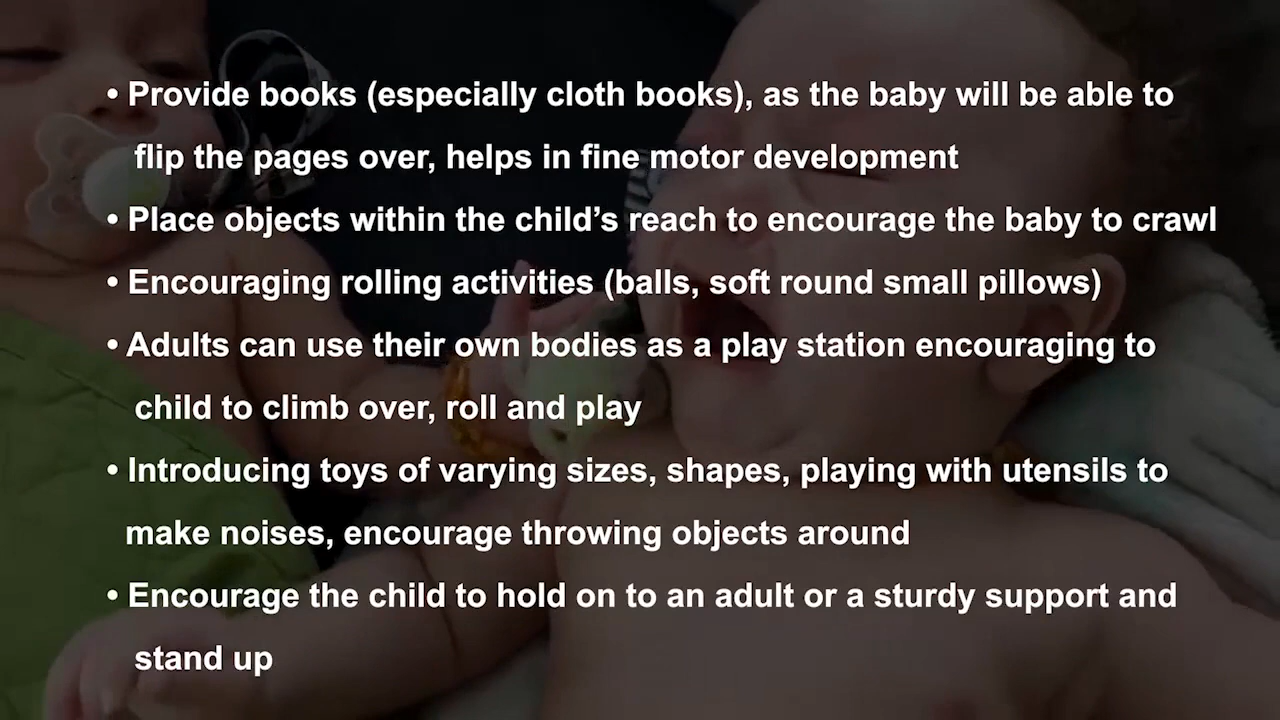 • Provide books (especially cloth books), as the baby will be able to
flip the pages over, helps in fine motor development
• Place objects within the child’s reach to encourage the baby to crawl
• Encouraging rolling activities (balls, soft round small pillows)
• Adults can use their own bodies as a play station encouraging to
child to climb over, roll and play
• Introducing toys of varying sizes, shapes, playing with utensils to
make noises, encourage throwing objects around
• Encourage the child to hold on to an adult or a sturdy support and
stand up